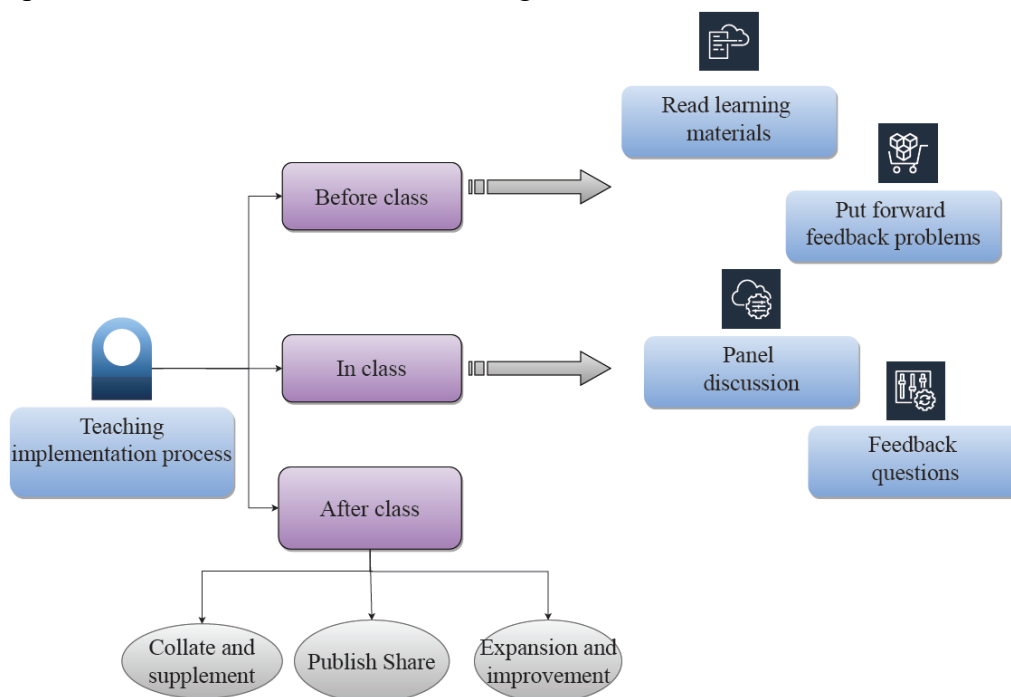 Read learning
materials
Before class
Put forward
feedback problems
In class
Panel
discussion
Teaching
implementation process
Feedback
questions
After class
Collate and
supplement
Publish Share
Expansion and
improvement